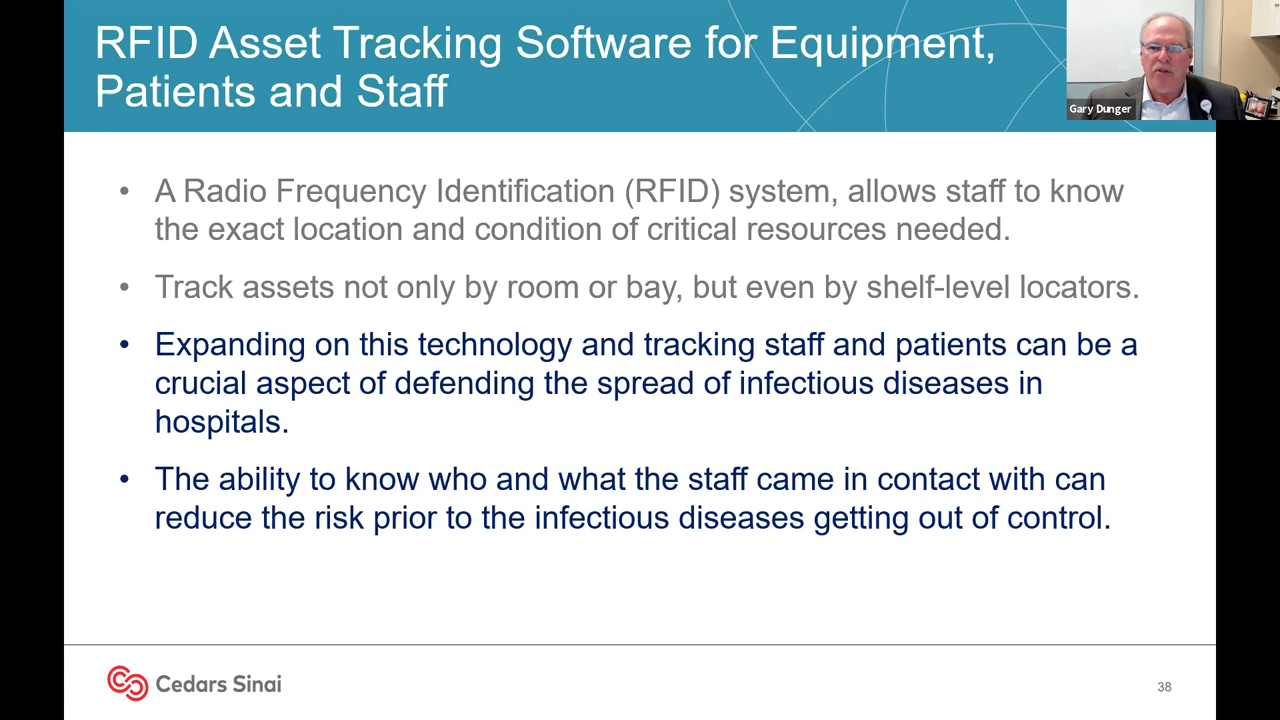 RFID Asset Tracking Software for Equipment,
Patients and Staff
Gary Dunger
• A Radio Frequency Identification (RFID) system, allows staff to know
the exact location and condition of critical resources needed.
• Track assets not only by room or bay, but even by shelf-level locators.
• Expanding on this technology and tracking staff and patients can be a
crucial aspect of defending the spread of infectious diseases in
hospitals.
• The ability to know who and what the staff came in contact with can
reduce the risk prior to the infectious diseases getting out of control.
Cedars Sinai
38